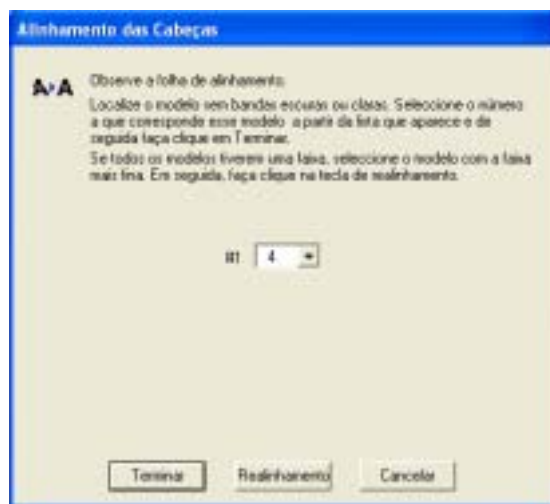 Alinhamento das Cabeças
A›A
Observe a folha de alinhamento.
Localize o modelo sem bandas escuras ou claras. Seleccione o número
a que corresponde esse modelo a partir da lista que aparece e de
seguida faça clique em Terminar.
Se todos os modelos tiverem uma faixa, seleccione o modelo com a faixa
mais fina. Em seguida, faça clique na tecla de realinhamento.
#1 4
Terminar Realinhamento Cancelar